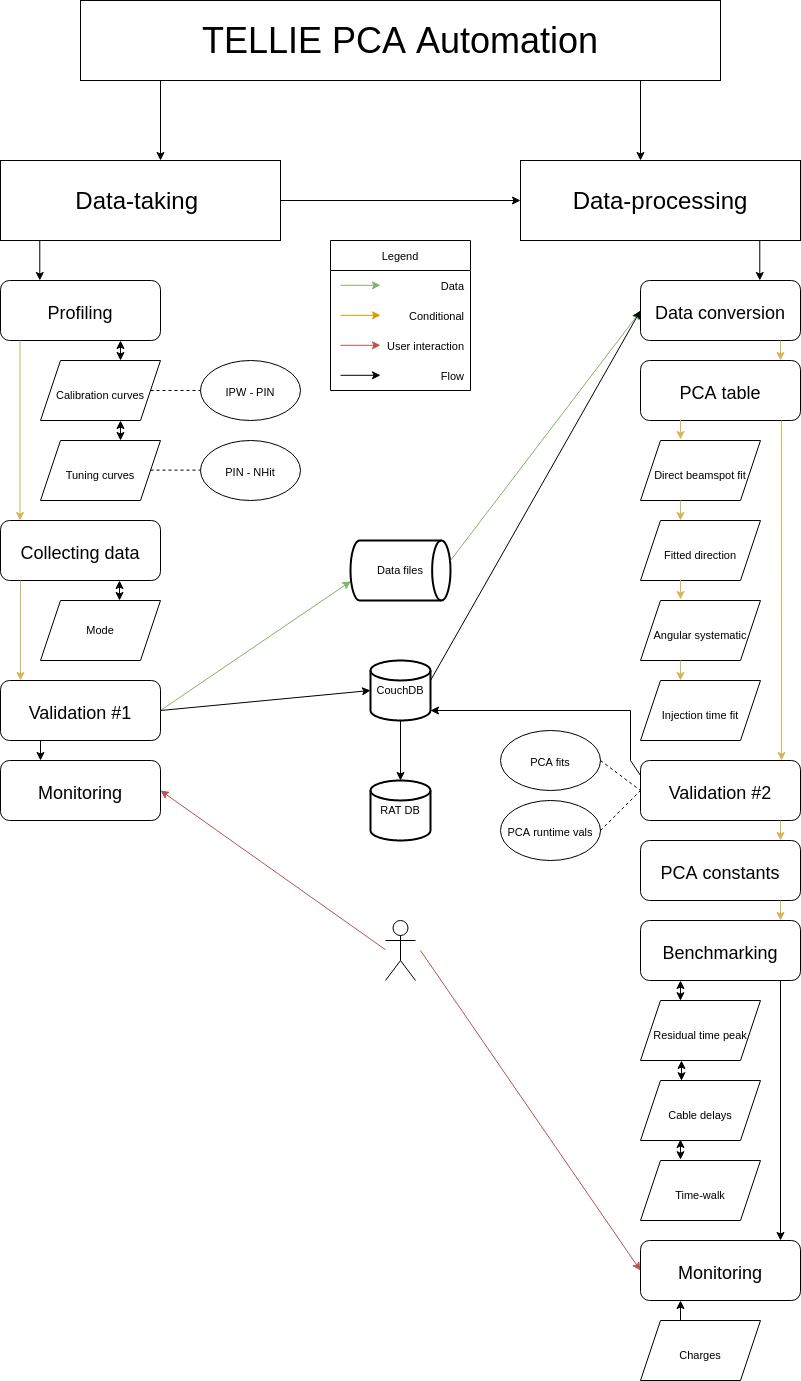 TELLIE PCA Automation
Data-taking
Data-processing
Legend
Data
Conditional
User interaction
Flow
Profiling
Calibration curves
IPW - PIN
Tuning curves
PIN - NHit
Collecting data
Mode
Validation #1
Monitoring
Data files
CouchDB
RAT DB
Data conversion
PCA table
Direct beamspot fit
Fitted direction
Angular systematic
Injection time fit
PCA fits
PCA runtime vals
Validation #2
PCA constants
Benchmarking
Residual time peak
Cable delays
Time-walk
Monitoring
Charges